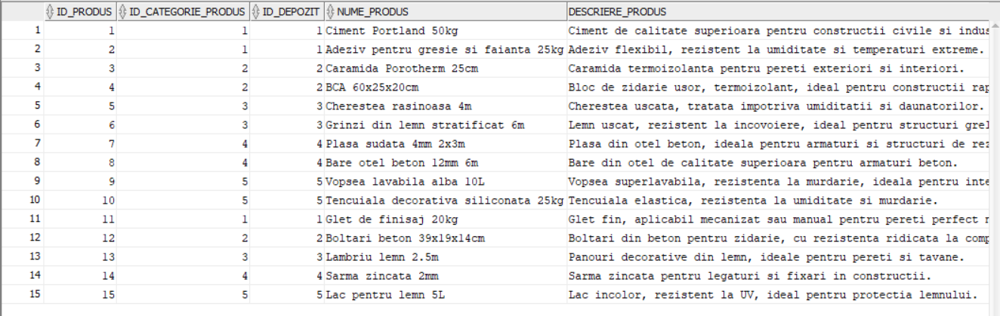 ID_PRODUS ID_CATEGORIE_PRODUS ID_DEPOZIT NUME_PRODUS DESCRIERE_PRODUS
1 1 1 1 Ciment Portland 50kg Ciment de calitate superioara pentru constructii civile si indus
2 2 1 1 Adeziv pentru gresie si faianta 25kg Adeziv flexibil, rezistent la umiditate si temperaturi extreme.
3 3 2 2 Caramida Porotherm 25cm Caramida termoizolanta pentru pereti exteriori si interiori.
4 4 2 2 BCA 60x25x20cm Bloc de zidarie usor, termoizolant, ideal pentru constructii rap
5 5 3 3 Cherestea rasinoasa 4m Cherestea uscata, tratata impotriva umiditatii si daunatorilor.
6 6 3 3 Grinzi din lemn stratificat 6m Lemn uscat, rezistent la incovoiere, ideal pentru structuri grel
7 7 4 4 Plasa sudata 4mm 2x3m Plasa din otel beton, ideala pentru armaturi si structuri de rez
8 8 4 4 Bare otel beton 12mm 6m Bare din otel de calitate superioara pentru armaturi beton.
9 9 5 5 Vopsea lavabila alba 10L Vopsea superlavabila, rezistenta la murdarie, ideala pentru inte
10 10 5 5 Tencuiala decorativa siliconata 25kg Tencuiala elastica, rezistenta la umiditate si murdarie.
11 11 1 1 Glet de finisaj 20kg Glet fin, aplicabil mecanizat sau manual pentru pereti perfect
12 12 2 2 Boltari beton 39x19x14cm Boltari din beton pentru zidarie, cu rezistenta ridicata la comp
13 13 3 3 Lambriu lemn 2.5m Panouri decorative din lemn, ideale pentru pereti si tavane.
14 14 4 4 Sarma zincata 2mm Sarma zincata pentru legaturi si fixari in constructii.
15 15 5 5 Lac pentru lemn 5L Lac incolor, rezistent la UV, ideal pentru protectia lemnului.